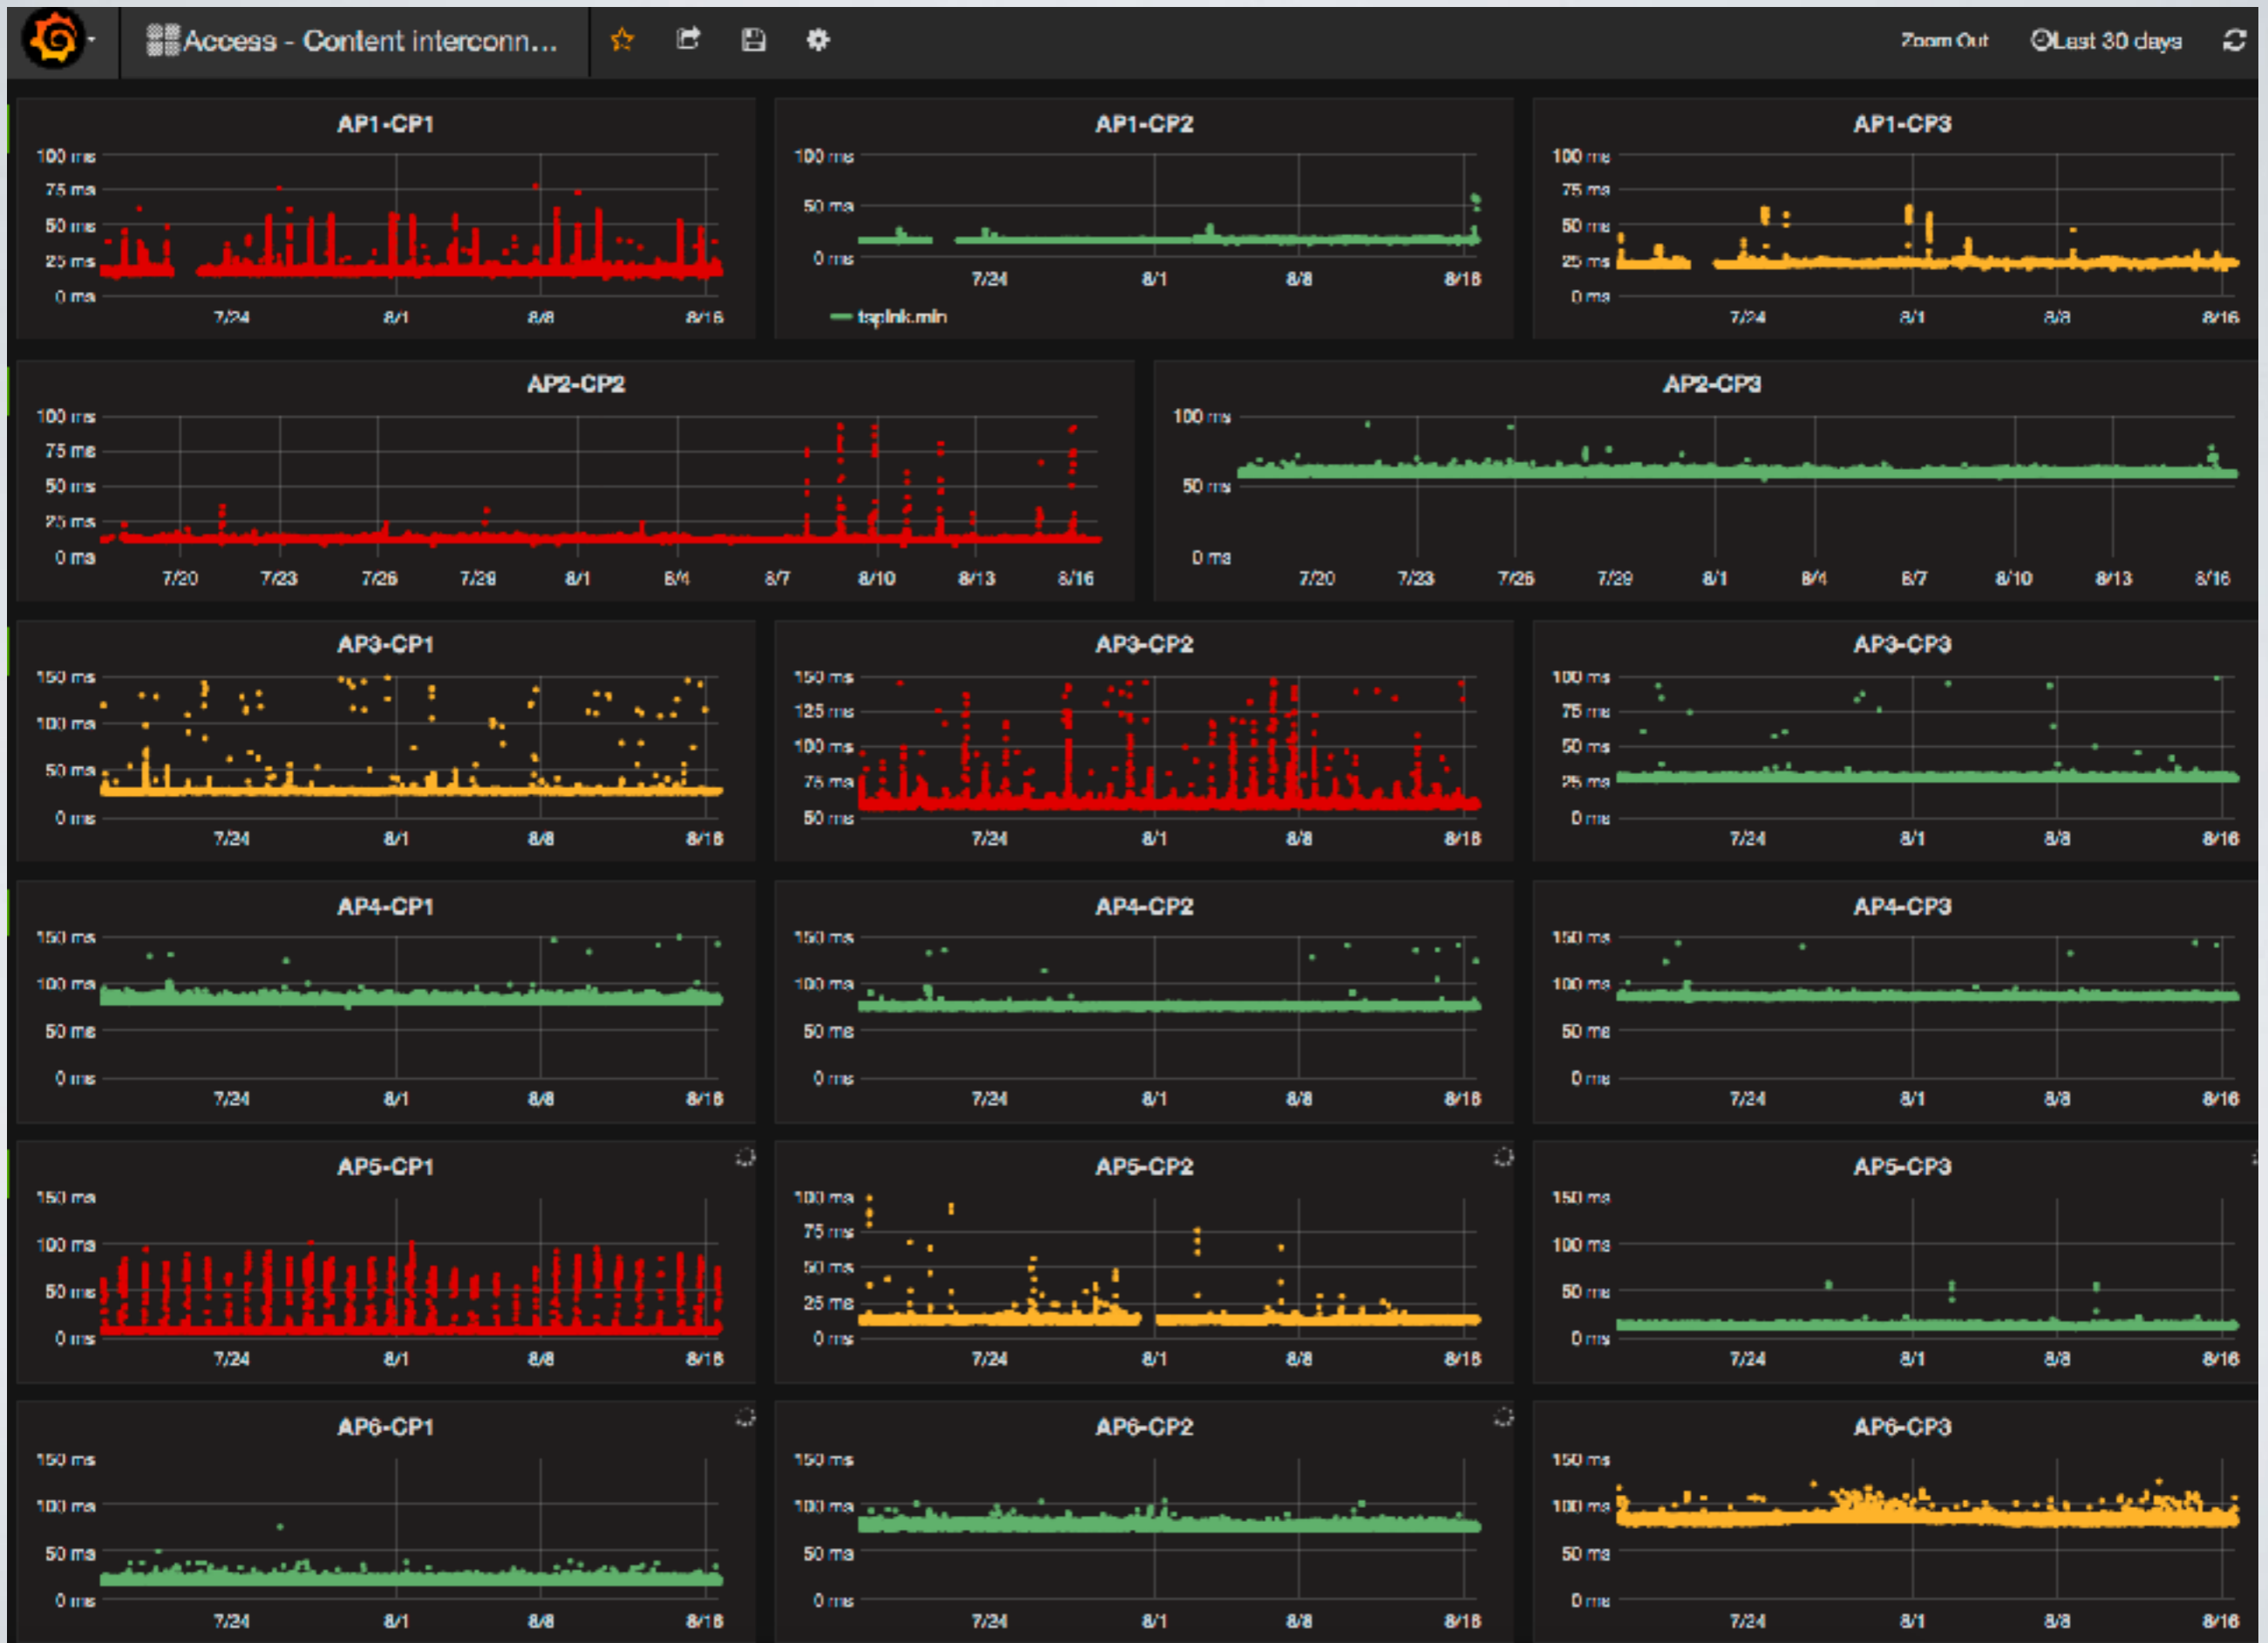 Access - Content interconn...
Zoom Out
Last 30 days
AP1-CP1
100 ms
75 ms
50 ms
25 ms
0 ms
7/24 8/1 8/8 8/16
AP1-CP2
100 ms
50 ms
0 ms
7/24 8/1 8/8 8/16
AP1-CP3
100 ms
75 ms
50 ms
25 ms
0 ms
7/24 8/1 8/8 8/16
AP2-CP2
100 ms
75 ms
50 ms
25 ms
0 ms
7/20 7/23 7/26 7/29 8/1 8/4 8/7 8/10 8/13 8/16
AP2-CP3
100 ms
50 ms
0 ms
7/20 7/23 7/26 7/29 8/1 8/4 8/7 8/10 8/13 8/16
AP3-CP1
150 ms
100 ms
50 ms
0 ms
7/24 8/1 8/8 8/16
AP3-CP2
150 ms
125 ms
100 ms
75 ms
50 ms
7/24 8/1 8/8 8/16
AP3-CP3
100 ms
75 ms
50 ms
25 ms
0 ms
7/24 8/1 8/8 8/16
AP4-CP1
150 ms
100 ms
50 ms
0 ms
7/24 8/1 8/8 8/16
AP4-CP2
150 ms
100 ms
50 ms
0 ms
7/24 8/1 8/8 8/16
AP4-CP3
150 ms
100 ms
50 ms
0 ms
7/24 8/1 8/8 8/16
AP5-CP1
150 ms
100 ms
50 ms
0 ms
7/24 8/1 8/8 8/16
AP5-CP2
100 ms
75 ms
50 ms
25 ms
0 ms
7/24 8/1 8/8 8/16
AP5-CP3
150 ms
100 ms
50 ms
0 ms
7/24 8/1 8/8 8/16
AP6-CP1
150 ms
100 ms
50 ms
0 ms
7/24 8/1 8/8 8/16
AP6-CP2
150 ms
100 ms
50 ms
0 ms
7/24 8/1 8/8 8/16
AP6-CP3
150 ms
100 ms
50 ms
0 ms
7/24 8/1 8/8 8/16